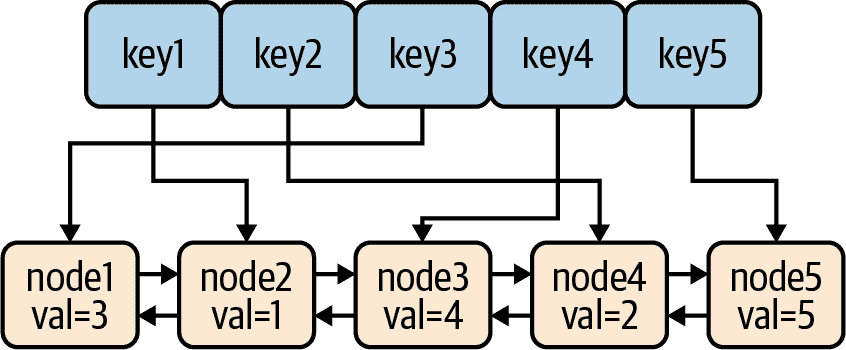 key1 key2 key3 key4 key5
node1 node2 node3 node4 node5
val=3 val=1 val=4 val=2 val=5